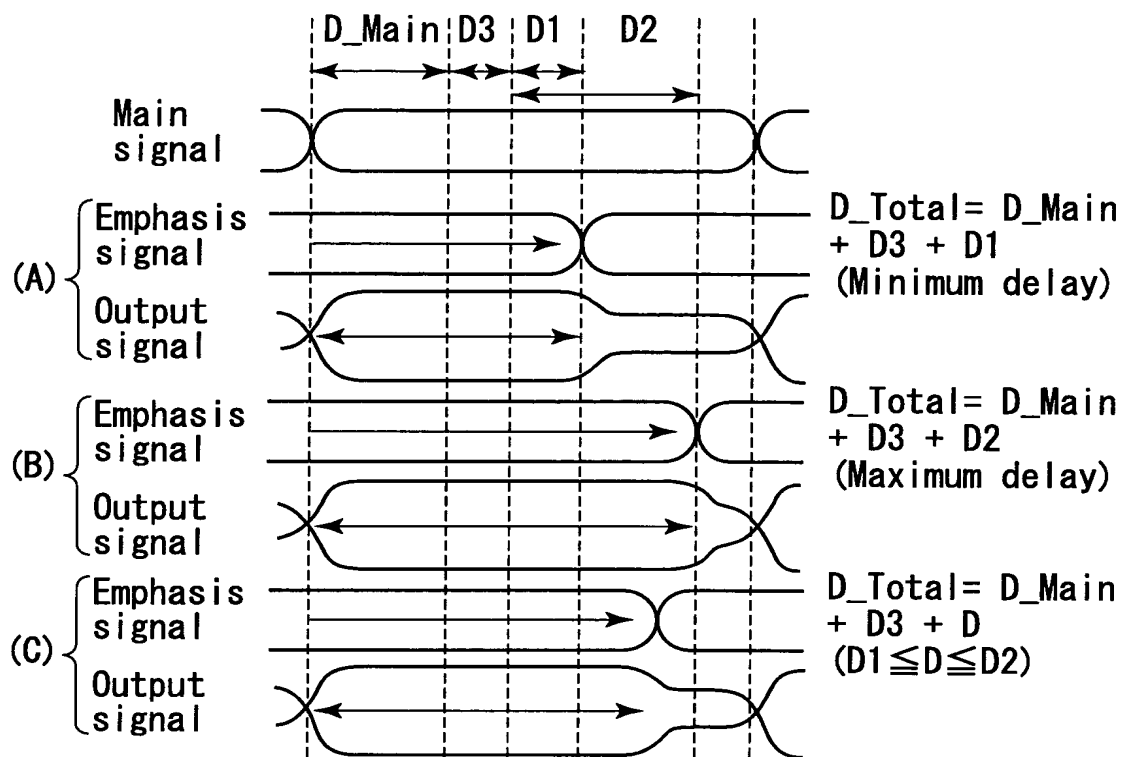 D_Main D3 D1 D2
Main
signal
(A)
Emphasis
signal
D_Total= D_Main
+ D3 + D1
(Minimum delay)
Output
signal
(B)
Emphasis
signal
D_Total= D_Main
+ D3 + D2
(Maximum delay)
Output
signal
(C)
Emphasis
signal
D_Total= D_Main
+ D3 + D
(D1≦D≦D2)
Output
signal